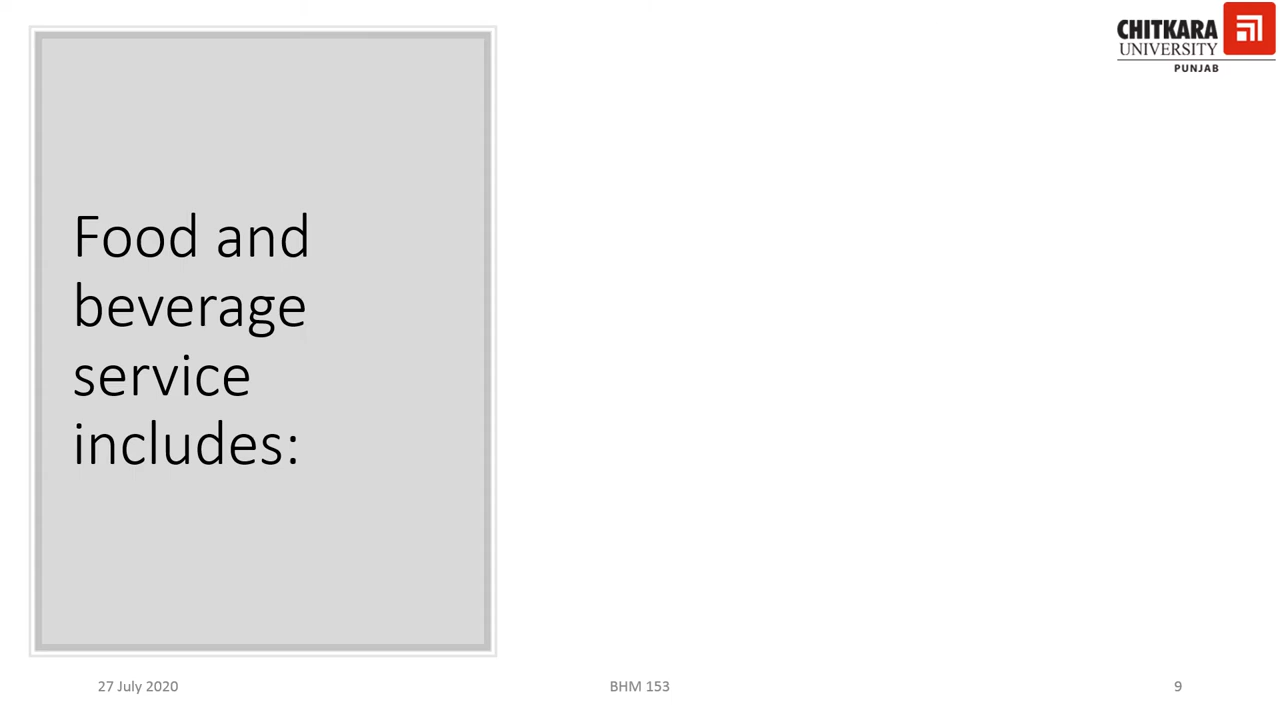 CHITKARA
UNIVERSITY
PUNJAB
Food and
beverage
service
includes:
27 July 2020
BHM 153
9